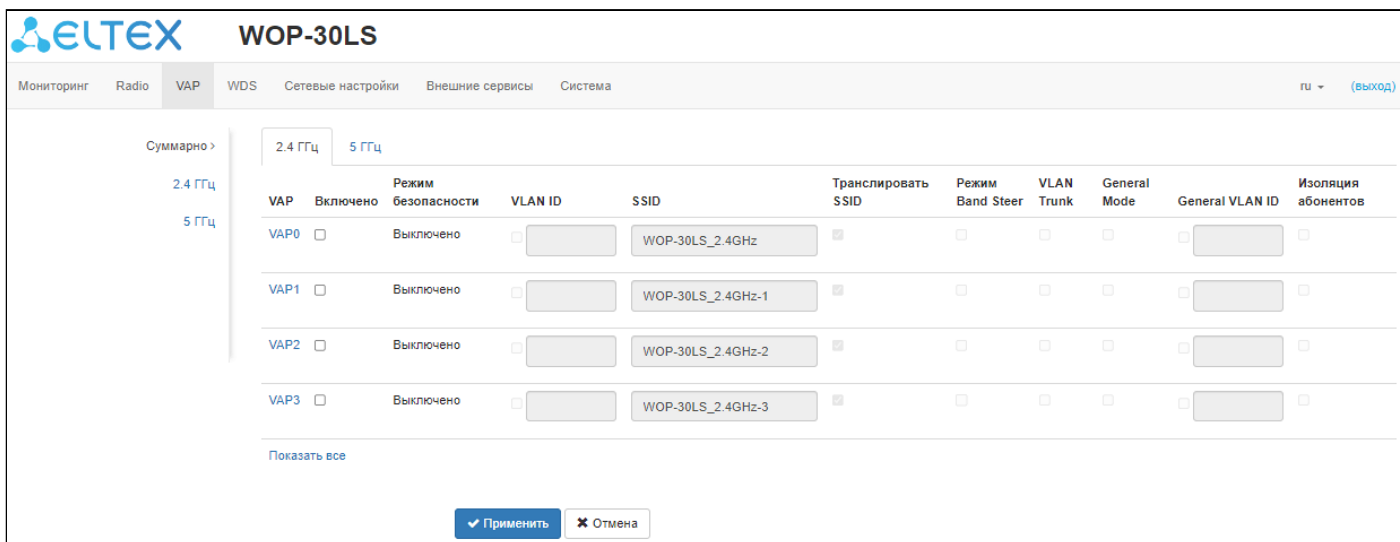 ELTEX WOP-30LS
Мониторинг Radio VAP WDS Сетевые настройки Внешние сервисы Система ru (выход)
Суммарно >
2.4 ГГц
5 ГГц
2.4 ГГц 5 ГГц
VAP Включено Режим безопасности VLAN ID SSID Транслировать SSID Режим Band Steer VLAN Trunk General Mode General VLAN ID Изоляция абонентов
VAP0 Выключено WOP-30LS_2.4GHz
VAP1 Выключено WOP-30LS_2.4GHz-1
VAP2 Выключено WOP-30LS_2.4GHz-2
VAP3 Выключено WOP-30LS_2.4GHz-3
Показать все
Применить Отмена